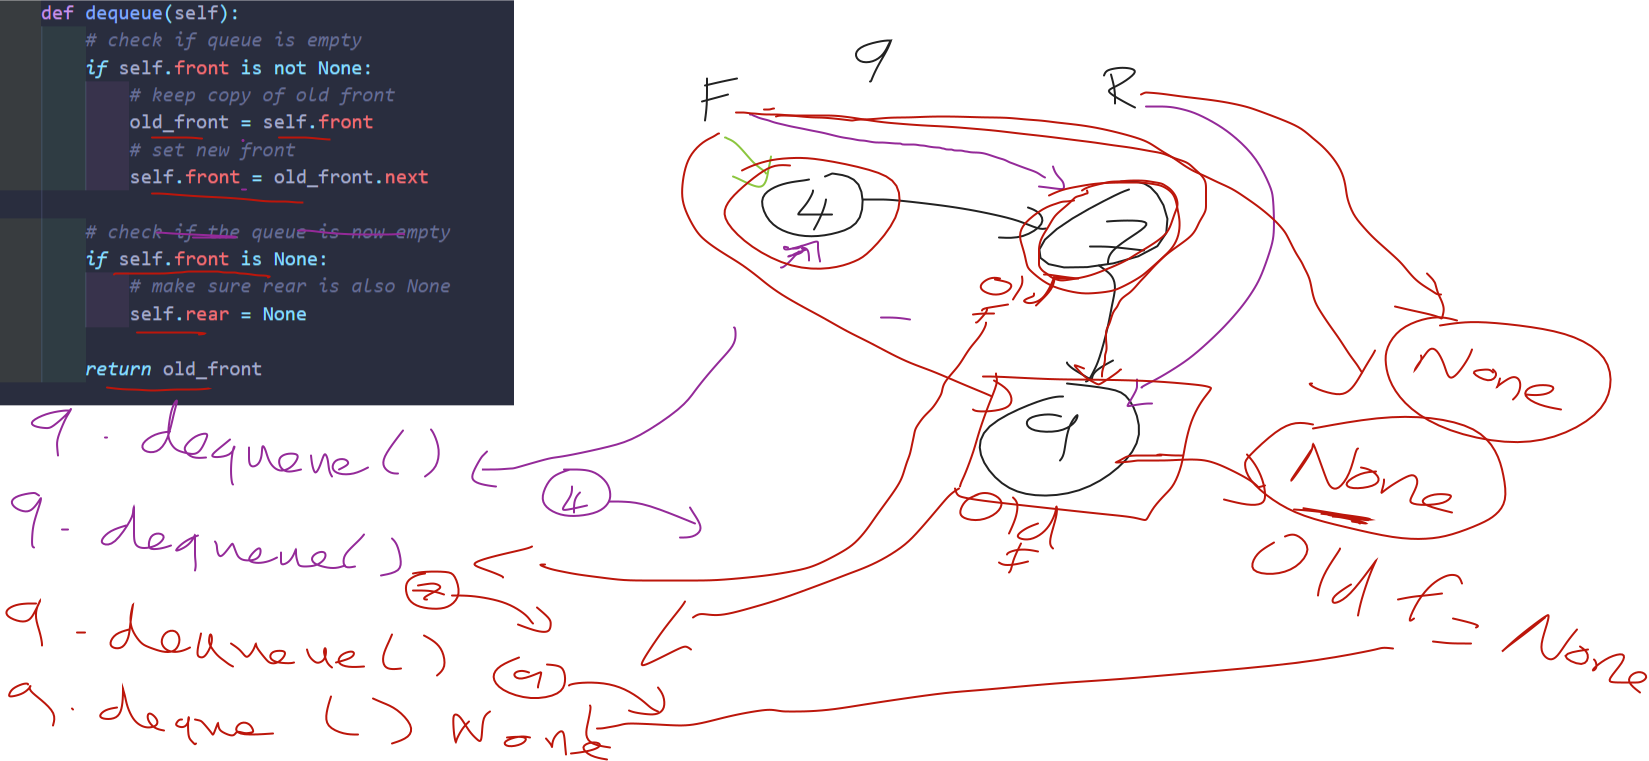 def dequeue(self):
# check if queue is empty
if self.front is not None:
# keep copy of old front
old_front = self.front
# set new front
self.front = old_front.next
# check if the queue is now empty
if self.front is None:
# make sure rear is also None
self.rear = None
return old_front
q
F
R
4
7
Old
F
None
9
None
Old
F
Old f = None
q.dequeue()
4
q.dequeue()
7
q.dequeue()
9
q.deque()
None